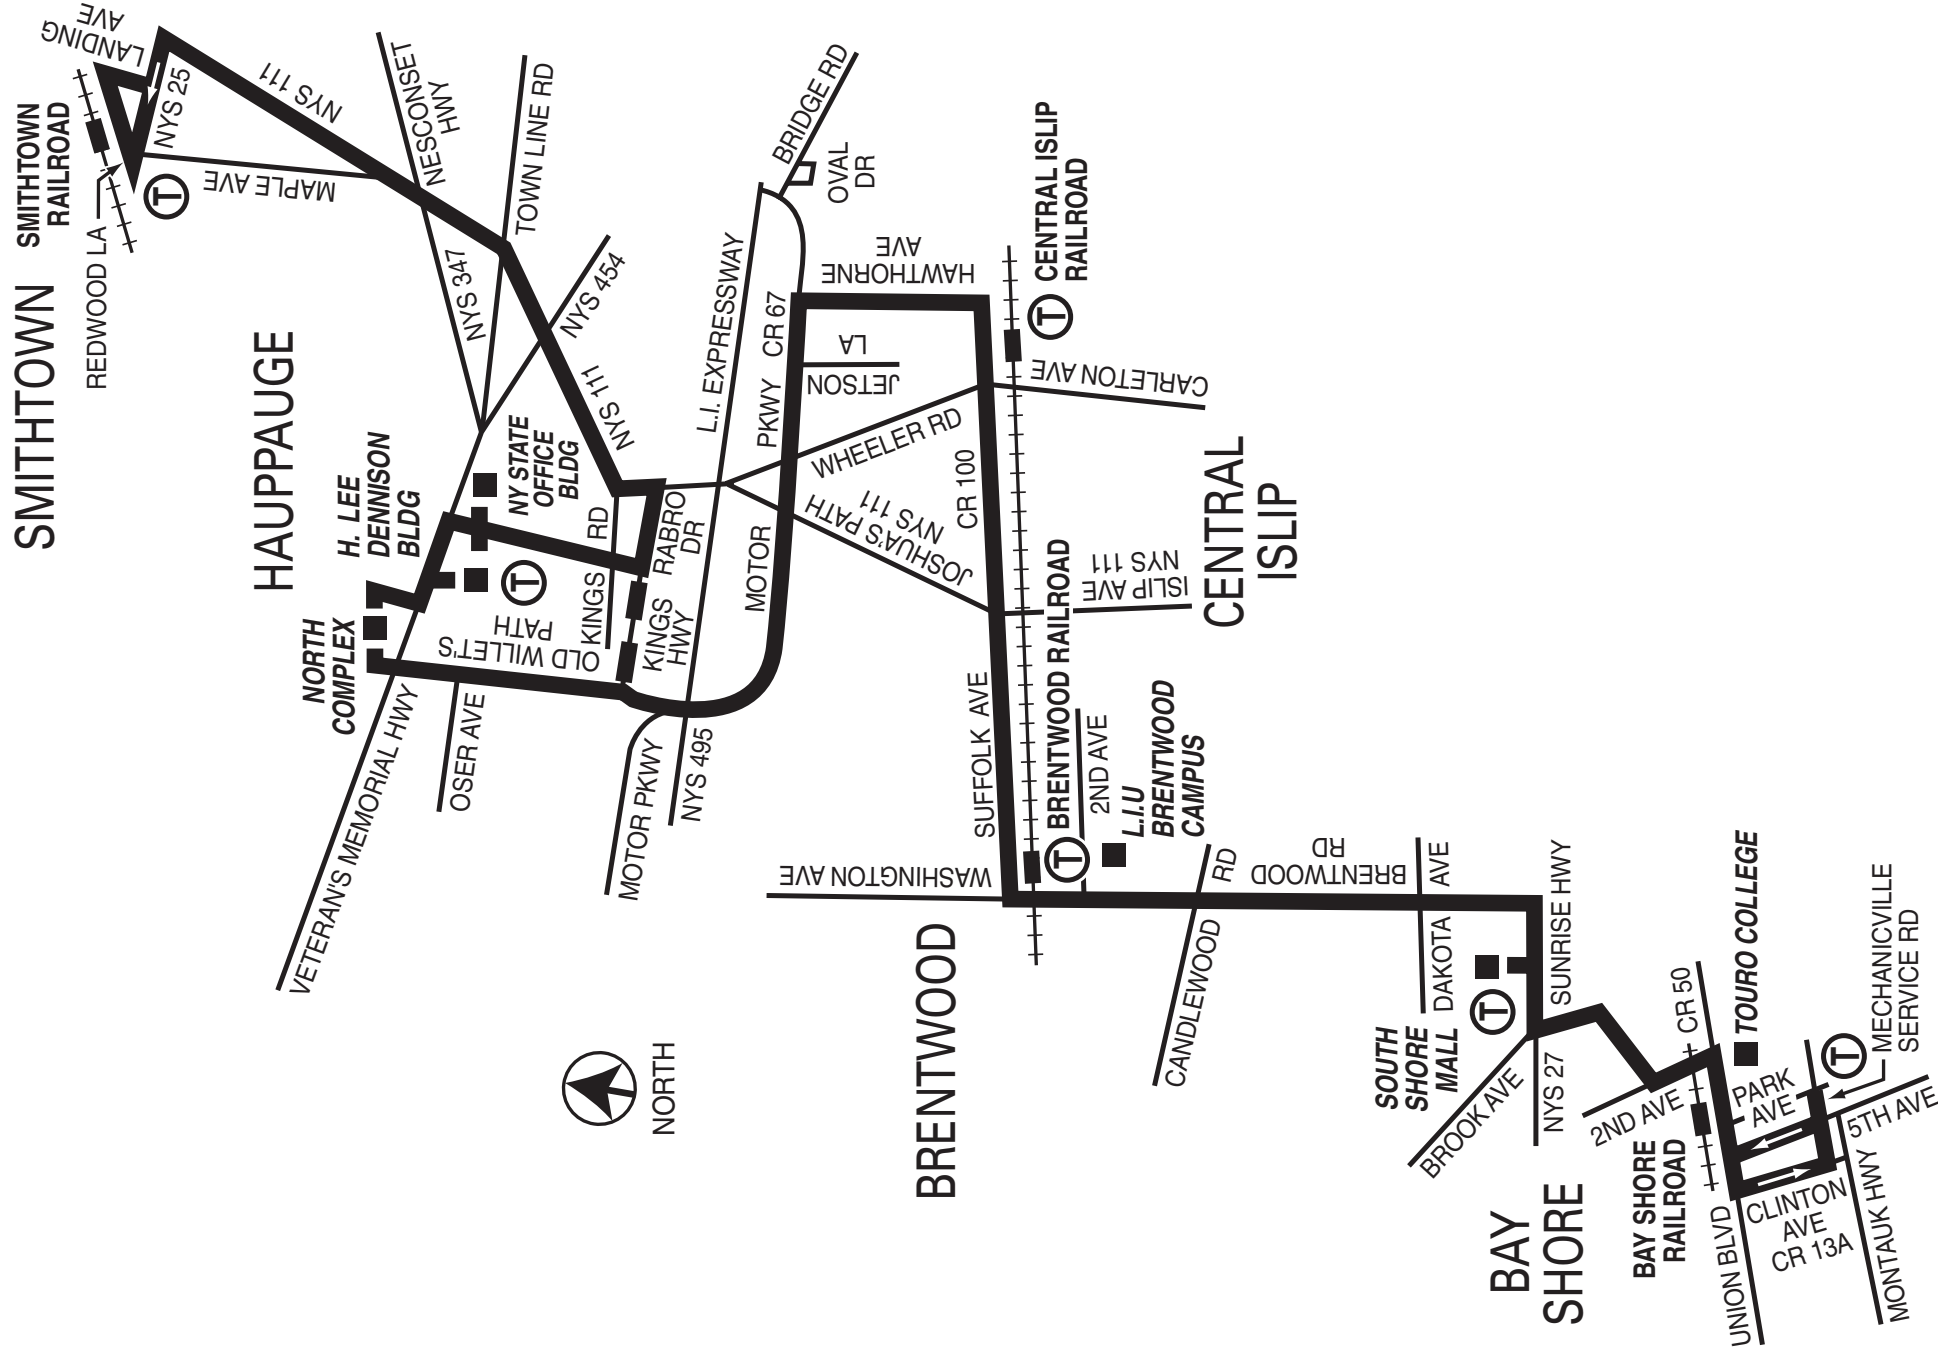 SMITHTOWN
SMITHTOWN
RAILROAD
REDWOOD LA
LANDING
AVE
NYS 25
MAPLE AVE
NYS 111
T
HAUPPAUGE
NESCONSET
HWY
NYS 347
TOWN LINE RD
NYS 454
NYS 111
H. LEE
DENNISON
BLDG
NY STATE
OFFICE
BLDG
NORTH
COMPLEX
T
OLD WILLET'S
PATH
KINGS RD
RABRO
DR
KINGS
HWY
VETERAN'S MEMORIAL HWY
OSER AVE
MOTOR PKWY
NYS 495
L.I. EXPRESSWAY
MOTOR PKWY CR 67
BRIDGE RD
OVAL
DR
HAWTHORNE
AVE
JETSON
LA
WHEELER RD
JOSHUA'S PATH
NYS 111
CENTRAL ISLIP
RAILROAD
T
CARLETON AVE
CENTRAL
ISLIP
ISLIP AVE
NYS 111
SUFFOLK AVE CR 100
BRENTWOOD RAILROAD
T
2ND AVE
L.I.U
BRENTWOOD
CAMPUS
WASHINGTON AVE
BRENTWOOD
NORTH
CANDLEWOOD RD
BRENTWOOD
RD
DAKOTA AVE
SOUTH
SHORE
MALL
T
SUNRISE HWY
NYS 27
BROOK AVE
2ND AVE
BAY
SHORE
BAY SHORE
RAILROAD
CR 50
TOURO COLLEGE
UNION BLVD
PARK
AVE
CLINTON
AVE
CR 13A
T
MECHANICVILLE
SERVICE RD
5TH AVE
MONTAUK HWY